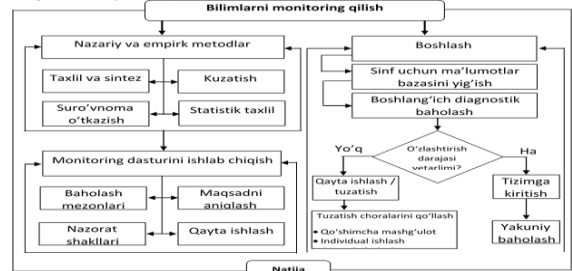 Bilimlarni monitoring qilish
Nazariy va empirk metodlar
Taxlil va sintez
Kuzatish
Suro‘vnoma
o‘tkazish
Statistik taxlil
Monitoring dasturini ishlab chiqish
Baholash
mezonlari
Maqsadni
aniqlash
Nazorat
shakllari
Qayta ishlash
Boshlash
Sinf uchun ma’lumotlar
bazasini yig‘ish
Boshlang‘ich diagnostik
baholash
Yo‘q
O‘zlashtirish
darajasi
yetarlimi?
Ha
Qayta ishlash /
tuzatish
Tizimga
kiritish
Tuzatish choralarini qo‘llash
• Qo‘shimcha mashg‘ulot
• Individual ishlash
Yakuniy
baholash
Natija